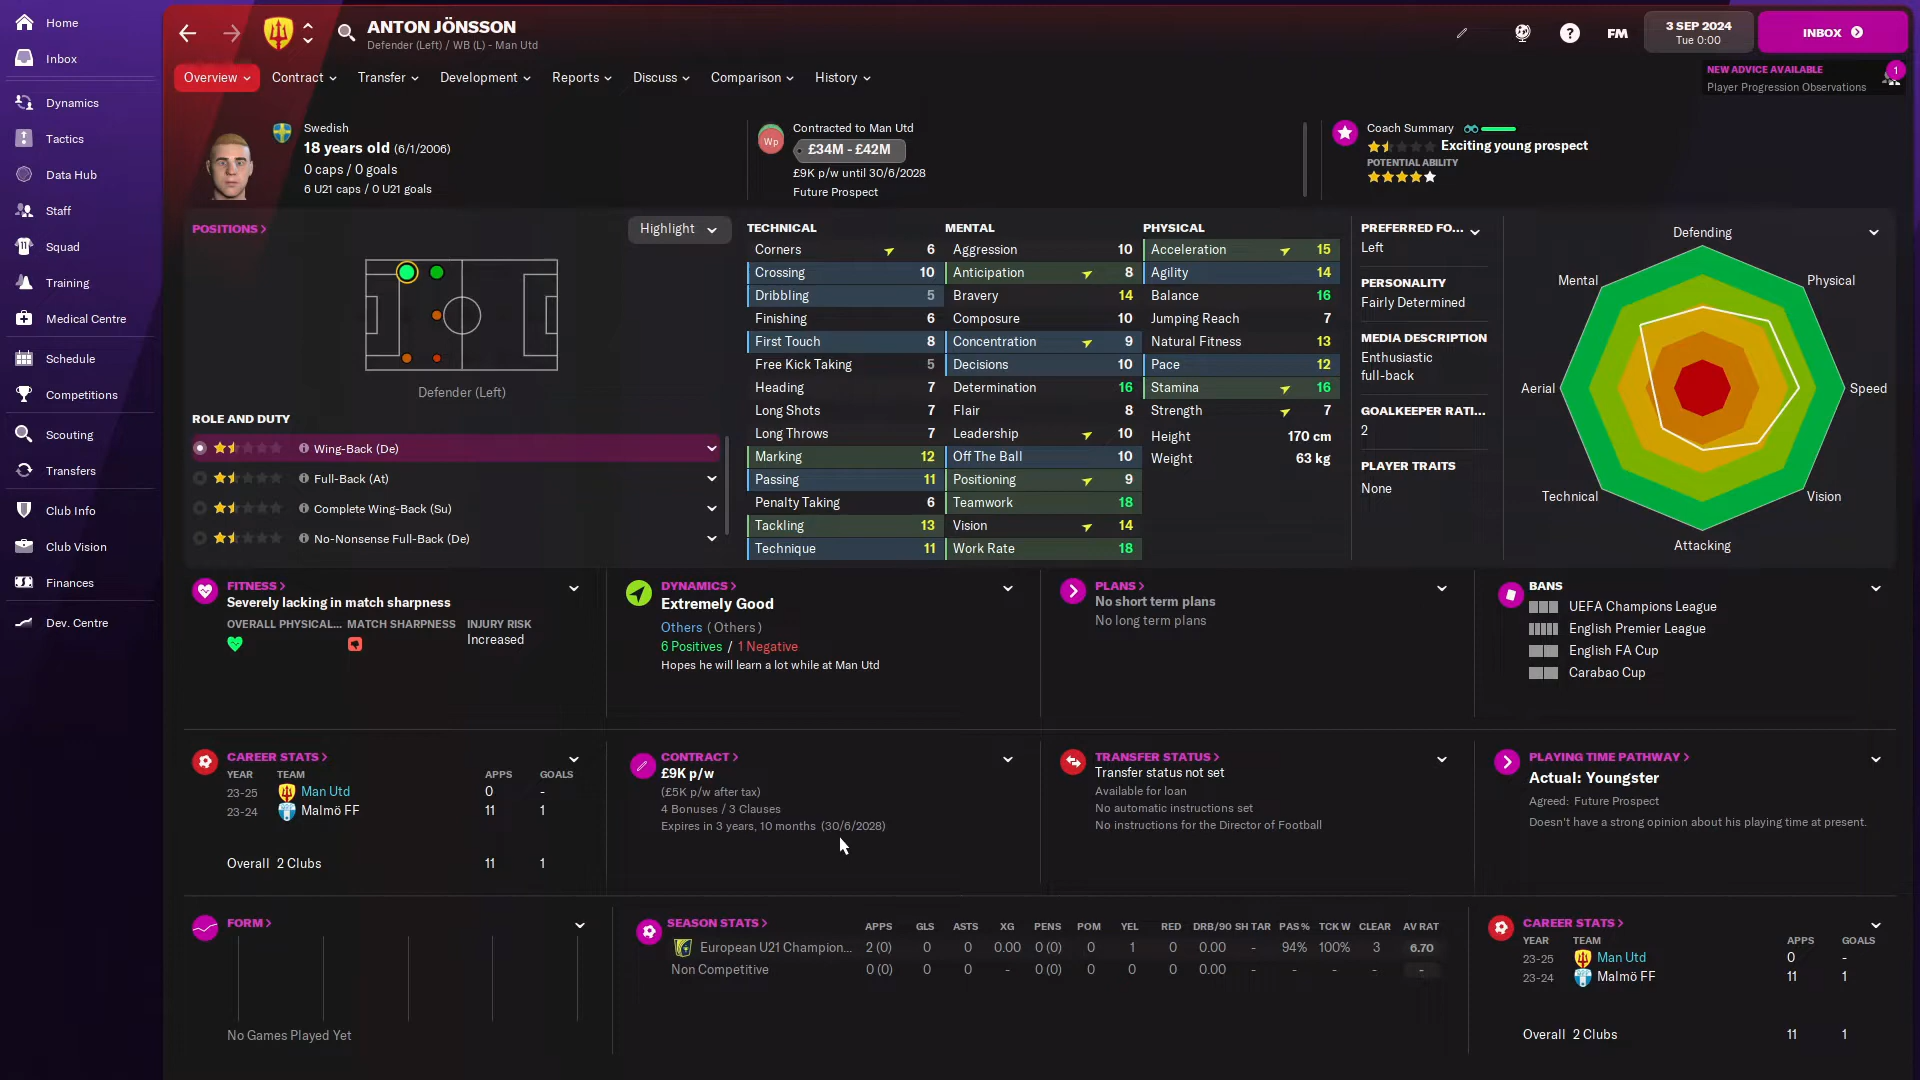 Home
Inbox
Dynamics
Tactics
Data Hub
Staff
Squad
Training
Medical Centre
Schedule
Competitions
Scouting
Transfers
Club Info
Club Vision
Finances
Dev. Centre
ANTON JÖNSSON
Defender (Left) / WB (L) - Man Utd
? FM
3 SEP 2024
Tue 0:00
INBOX
Overview Contract Transfer Development Reports Discuss Comparison History
NEW ADVICE AVAILABLE
Player Progression Observations
1
Swedish
18 years old (6/1/2006)
0 caps / 0 goals
6 U21 caps / 0 U21 goals
Wp
Contracted to Man Utd
£34M - £42M
£9K p/w until 30/6/2028
Future Prospect
Coach Summary
Exciting young prospect
POTENTIAL ABILITY
POSITIONS >
Highlight
Defender (Left)
ROLE AND DUTY
Wing-Back (De)
Full-Back (At)
Complete Wing-Back (Su)
No-Nonsense Full-Back (De)
TECHNICAL
Corners 6
Crossing 10
Dribbling 5
Finishing 6
First Touch 8
Free Kick Taking 5
Heading 7
Long Shots 7
Long Throws 7
Marking 12
Passing 11
Penalty Taking 6
Tackling 13
Technique 11
MENTAL
Aggression 10
Anticipation 8
Bravery 14
Composure 10
Concentration 9
Decisions 10
Determination 16
Flair 8
Leadership 10
Off The Ball 10
Positioning 9
Teamwork 18
Vision 14
Work Rate 18
PHYSICAL
Acceleration 15
Agility 14
Balance 16
Jumping Reach 7
Natural Fitness 13
Pace 12
Stamina 16
Strength 7
Height 170 cm
Weight 63 kg
PREFERRED FO...
Left
PERSONALITY
Fairly Determined
MEDIA DESCRIPTION
Enthusiastic
full-back
GOALKEEPER RATI...
2
PLAYER TRAITS
None
Defending
Mental Physical
Aerial Speed
Technical Vision
Attacking
FITNESS >
Severely lacking in match sharpness
OVERALL PHYSICAL... MATCH SHARPNESS INJURY RISK
Increased
DYNAMICS >
Extremely Good
Others ( Others )
6 Positives / 1 Negative
Hopes he will learn a lot while at Man Utd
PLANS >
No short term plans
No long term plans
BANS
UEFA Champions League
English Premier League
English FA Cup
Carabao Cup
CAREER STATS >
YEAR TEAM APPS GOALS
23-25 Man Utd 0 -
23-24 Malmö FF 11 1
Overall 2 Clubs 11 1
CONTRACT >
£9K p/w
(£5K p/w after tax)
4 Bonuses / 3 Clauses
Expires in 3 years, 10 months (30/6/2028)
TRANSFER STATUS >
Transfer status not set
Available for loan
No automatic instructions set
No instructions for the Director of Football
PLAYING TIME PATHWAY >
Actual: Youngster
Agreed: Future Prospect
Doesn't have a strong opinion about his playing time at present.
FORM >
No Games Played Yet
SEASON STATS > APPS GLS ASTS XG PENS POM YEL RED DRB/90 SH TAR PAS % TCK W CLEAR AV RAT
European U21 Champion... 2 (0) 0 0 0.00 0 (0) 0 1 0 0.00 - 94% 100% 3 6.70
Non Competitive 0 (0) 0 0 - 0 (0) 0 0 0 0.00 - - - - -
CAREER STATS >
YEAR TEAM APPS GOALS
23-25 Man Utd 0 -
23-24 Malmö FF 11 1
Overall 2 Clubs 11 1